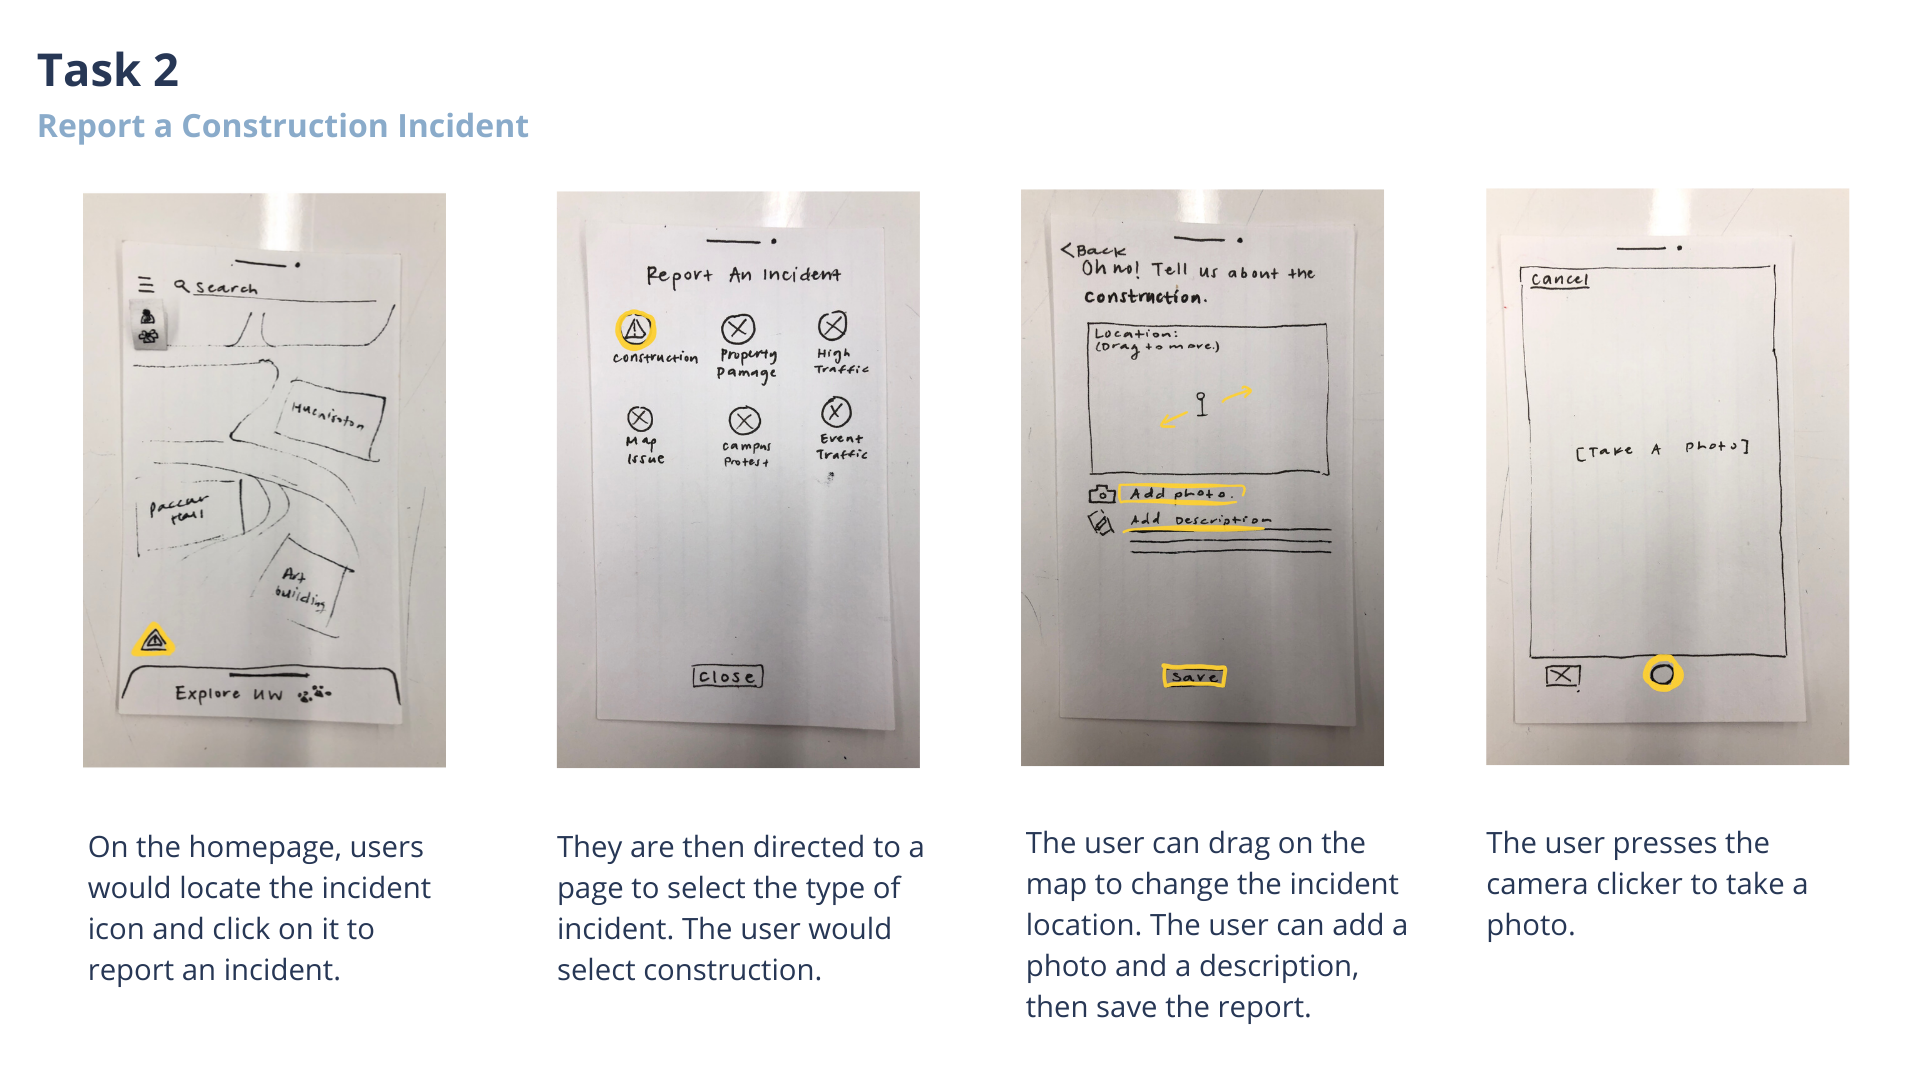 Task 2
Report a Construction Incident
Search
Paccar
Art
building
Explore UW
Report An Incident
Construction
Property
Damage
High
Traffic
Map
Issue
Campus
Protest
Event
Traffic
Close
<Back
Oh no! Tell us about the
construction.
Location:
(Drag to move.)
Add photo.
Add Description
Save
Cancel
[Take A photo]
On the homepage, users
would locate the incident
icon and click on it to
report an incident.
They are then directed to a
page to select the type of
incident. The user would
select construction.
The user can drag on the
map to change the incident
location. The user can add a
photo and a description,
then save the report.
The user presses the
camera clicker to take a
photo.